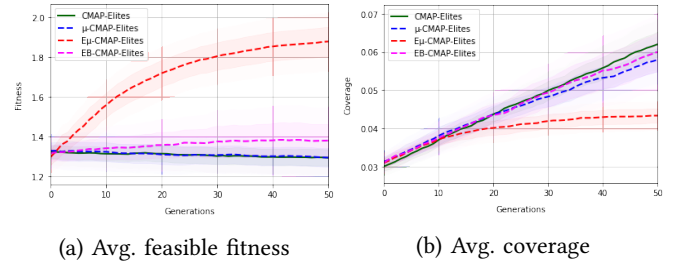 2.0
1.8
1.6
1.4
1.2
Fitness
CMAP-Elites
μ-CMAP-Elites
Eμ-CMAP-Elites
EB-CMAP-Elites
0 10 20 30 40 50
Generations
(a) Avg. feasible fitness
0.07
0.06
0.05
0.04
0.03
Coverage
CMAP-Elites
μ-CMAP-Elites
Eμ-CMAP-Elites
EB-CMAP-Elites
0 10 20 30 40 50
Generations
(b) Avg. coverage